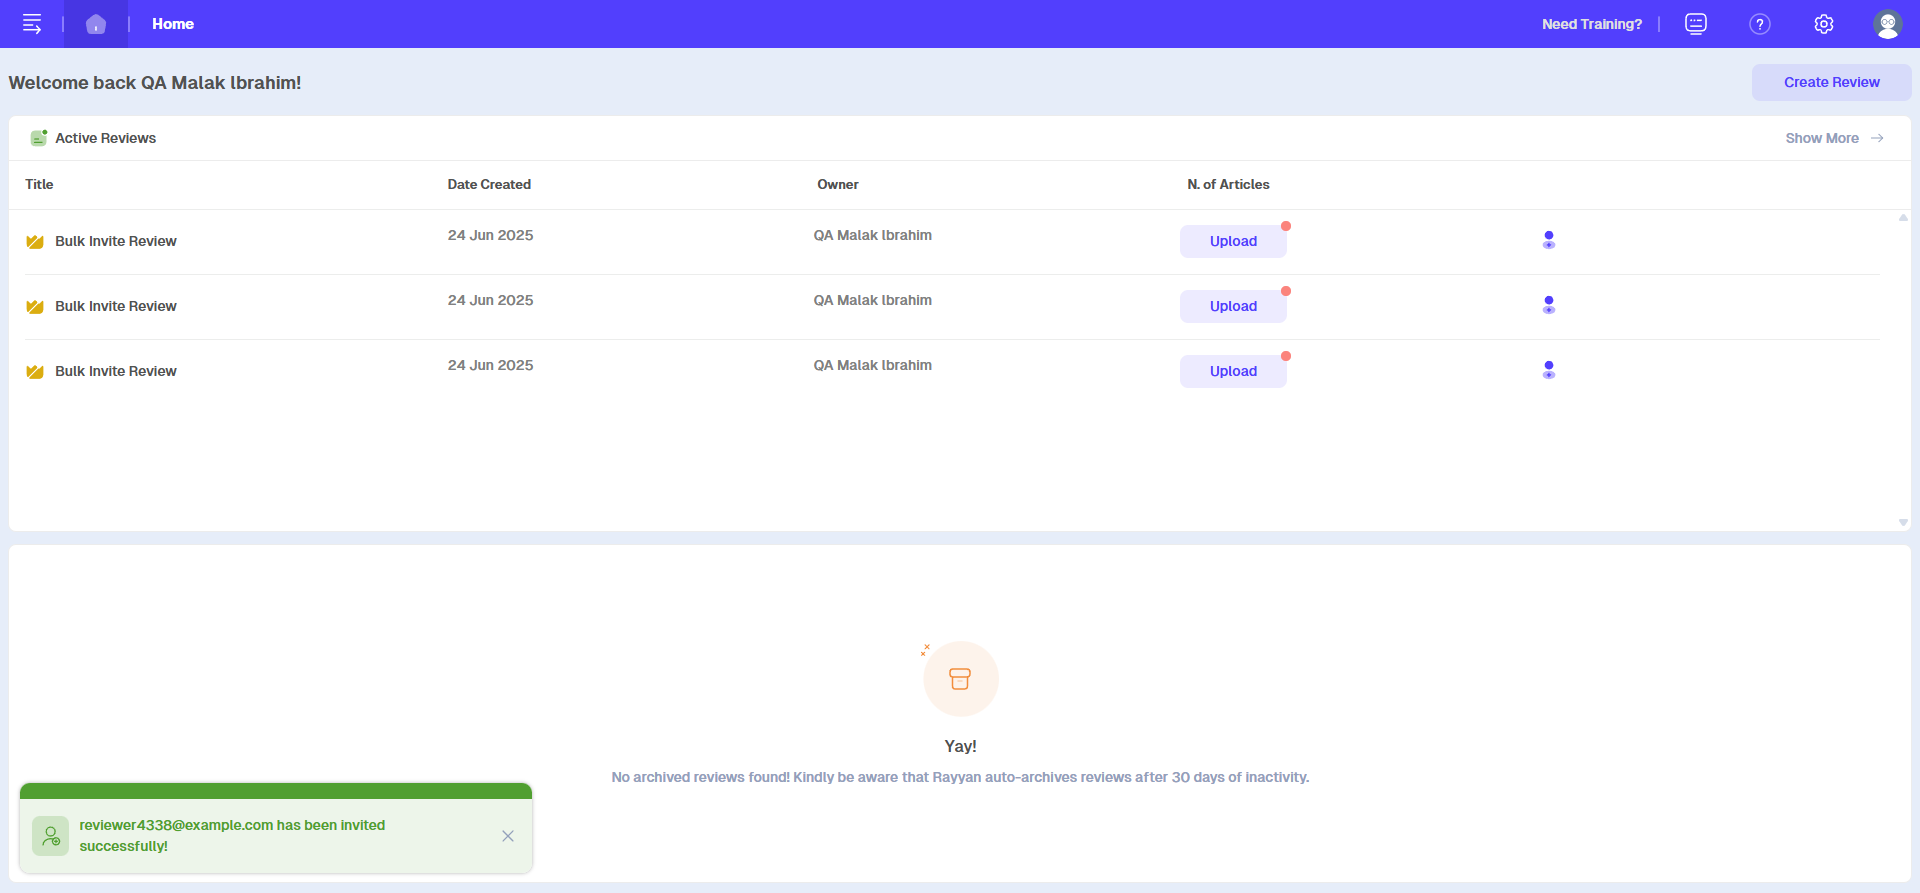 Home
Need Training?
Welcome back QA Malak Ibrahim!
Create Review
Active Reviews
Show More
Title
Date Created
Owner
N. of Articles
Bulk Invite Review
24 Jun 2025
QA Malak Ibrahim
Upload
Bulk Invite Review
24 Jun 2025
QA Malak Ibrahim
Upload
Bulk Invite Review
24 Jun 2025
QA Malak Ibrahim
Upload
Yay!
No archived reviews found! Kindly be aware that Rayyan auto-archives reviews after 30 days of inactivity.
reviewer4338@example.com has been invited
successfully!